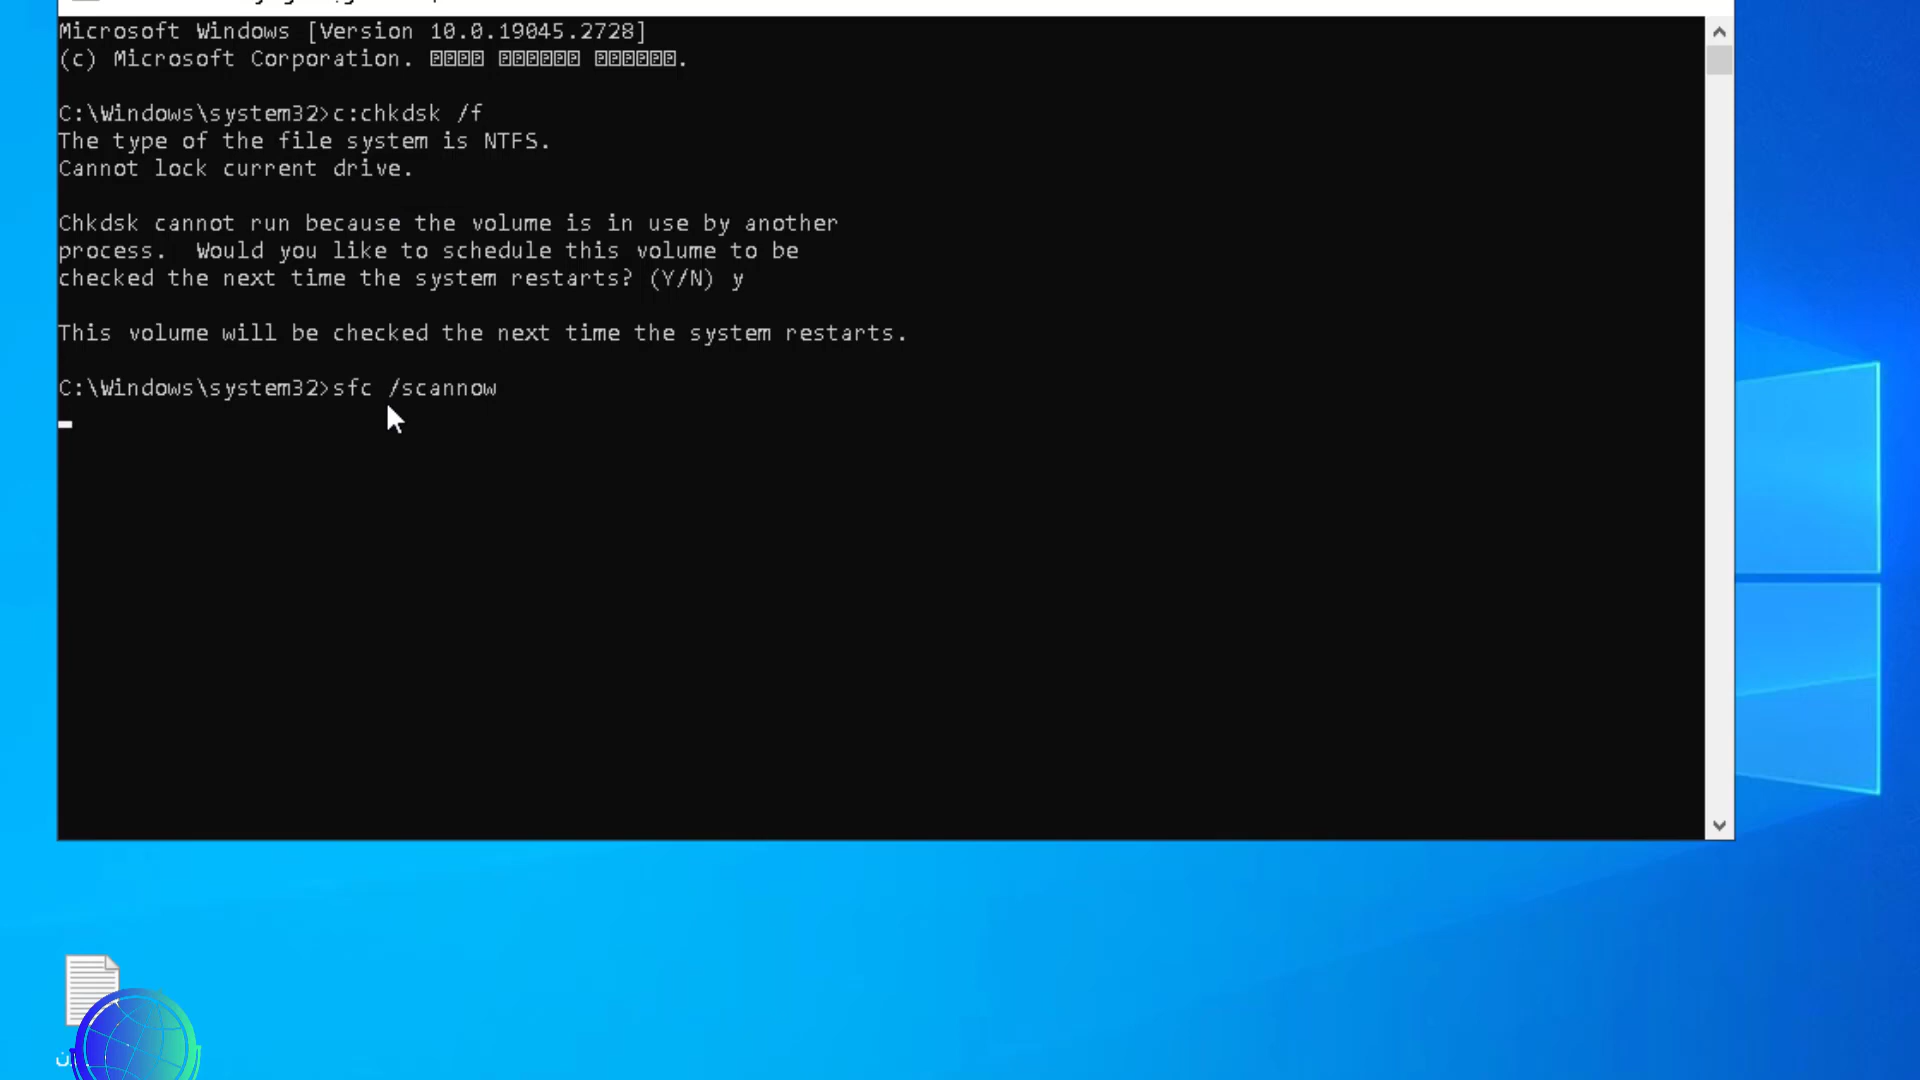 Microsoft Windows [Version 10.0.19045.2728]
(c) Microsoft Corporation.
C:\Windows\system32>c:chkdsk /f
The type of the file system is NTFS.
Cannot lock current drive.
Chkdsk cannot run because the volume is in use by another
process.  Would you like to schedule this volume to be
checked the next time the system restarts? (Y/N) y
This volume will be checked the next time the system restarts.
C:\Windows\system32>sfc /scannow